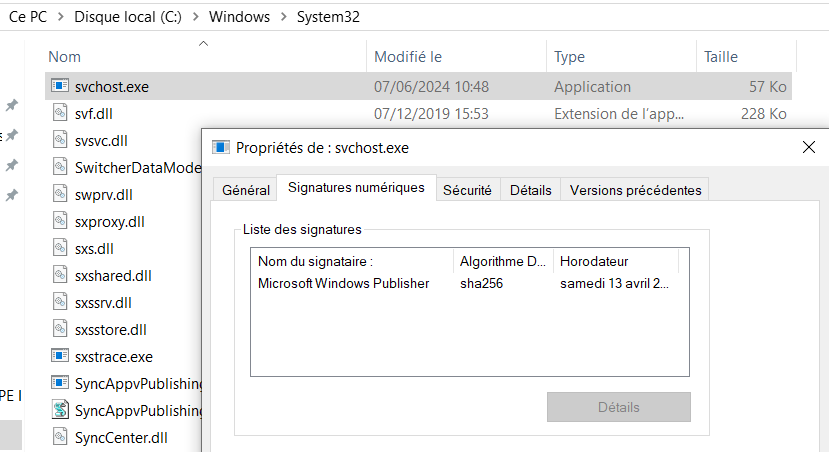 Ce PC > Disque local (C:) > Windows > System32
Nom Modifié le Type Taille
svchost.exe 07/06/2024 10:48 Application 57 Ko
svf.dll 07/12/2019 15:53 Extension de l'app... 228 Ko
svsvc.dll
SwitcherDataMode
swprv.dll
sxproxy.dll
sxs.dll
sxshared.dll
sxssrv.dll
sxsstore.dll
sxstrace.exe
SyncAppvPublishing
SyncAppvPublishing
SyncCenter.dll
PE I
Propriétés de : svchost.exe
Général Signatures numériques Sécurité Détails Versions précédentes
Liste des signatures
Nom du signataire : Algorithme D... Horodateur
Microsoft Windows Publisher sha256 samedi 13 avril 2...
Détails